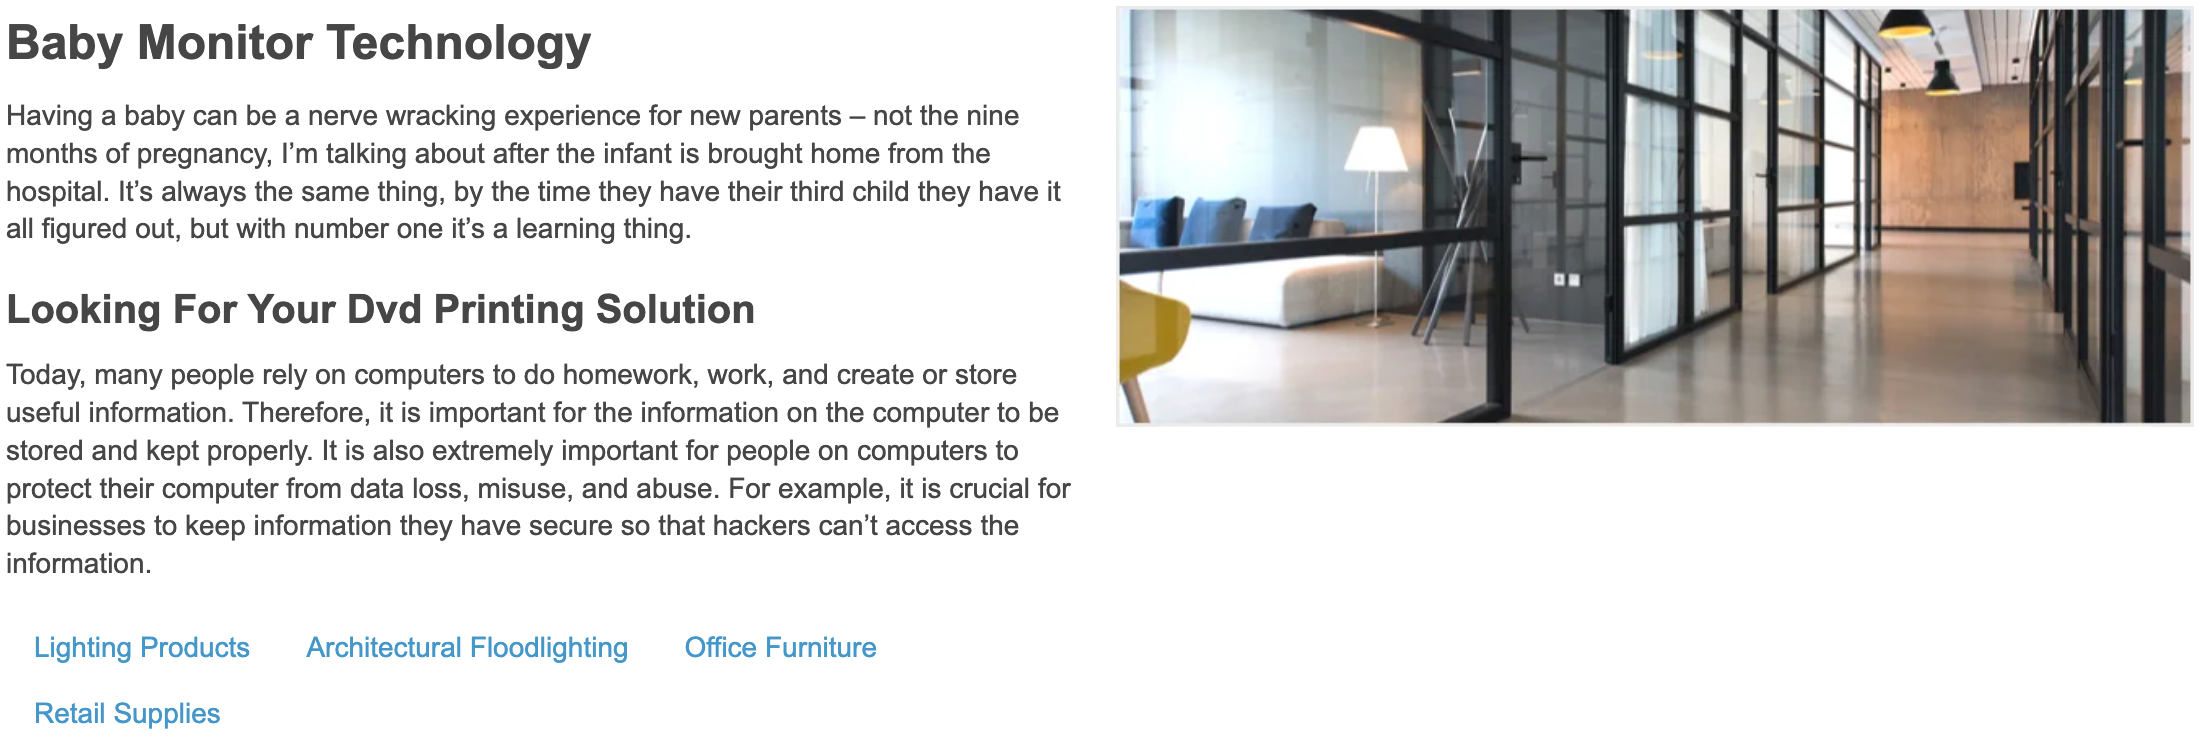 Baby Monitor Technology
Having a baby can be a nerve wracking experience for new parents – not the nine
months of pregnancy, I’m talking about after the infant is brought home from the
hospital. It’s always the same thing, by the time they have their third child they have it
all figured out, but with number one it’s a learning thing.
Looking For Your Dvd Printing Solution
Today, many people rely on computers to do homework, work, and create or store
useful information. Therefore, it is important for the information on the computer to be
stored and kept properly. It is also extremely important for people on computers to
protect their computer from data loss, misuse, and abuse. For example, it is crucial for
businesses to keep information they have secure so that hackers can’t access the
information.
Lighting Products Architectural Floodlighting Office Furniture
Retail Supplies